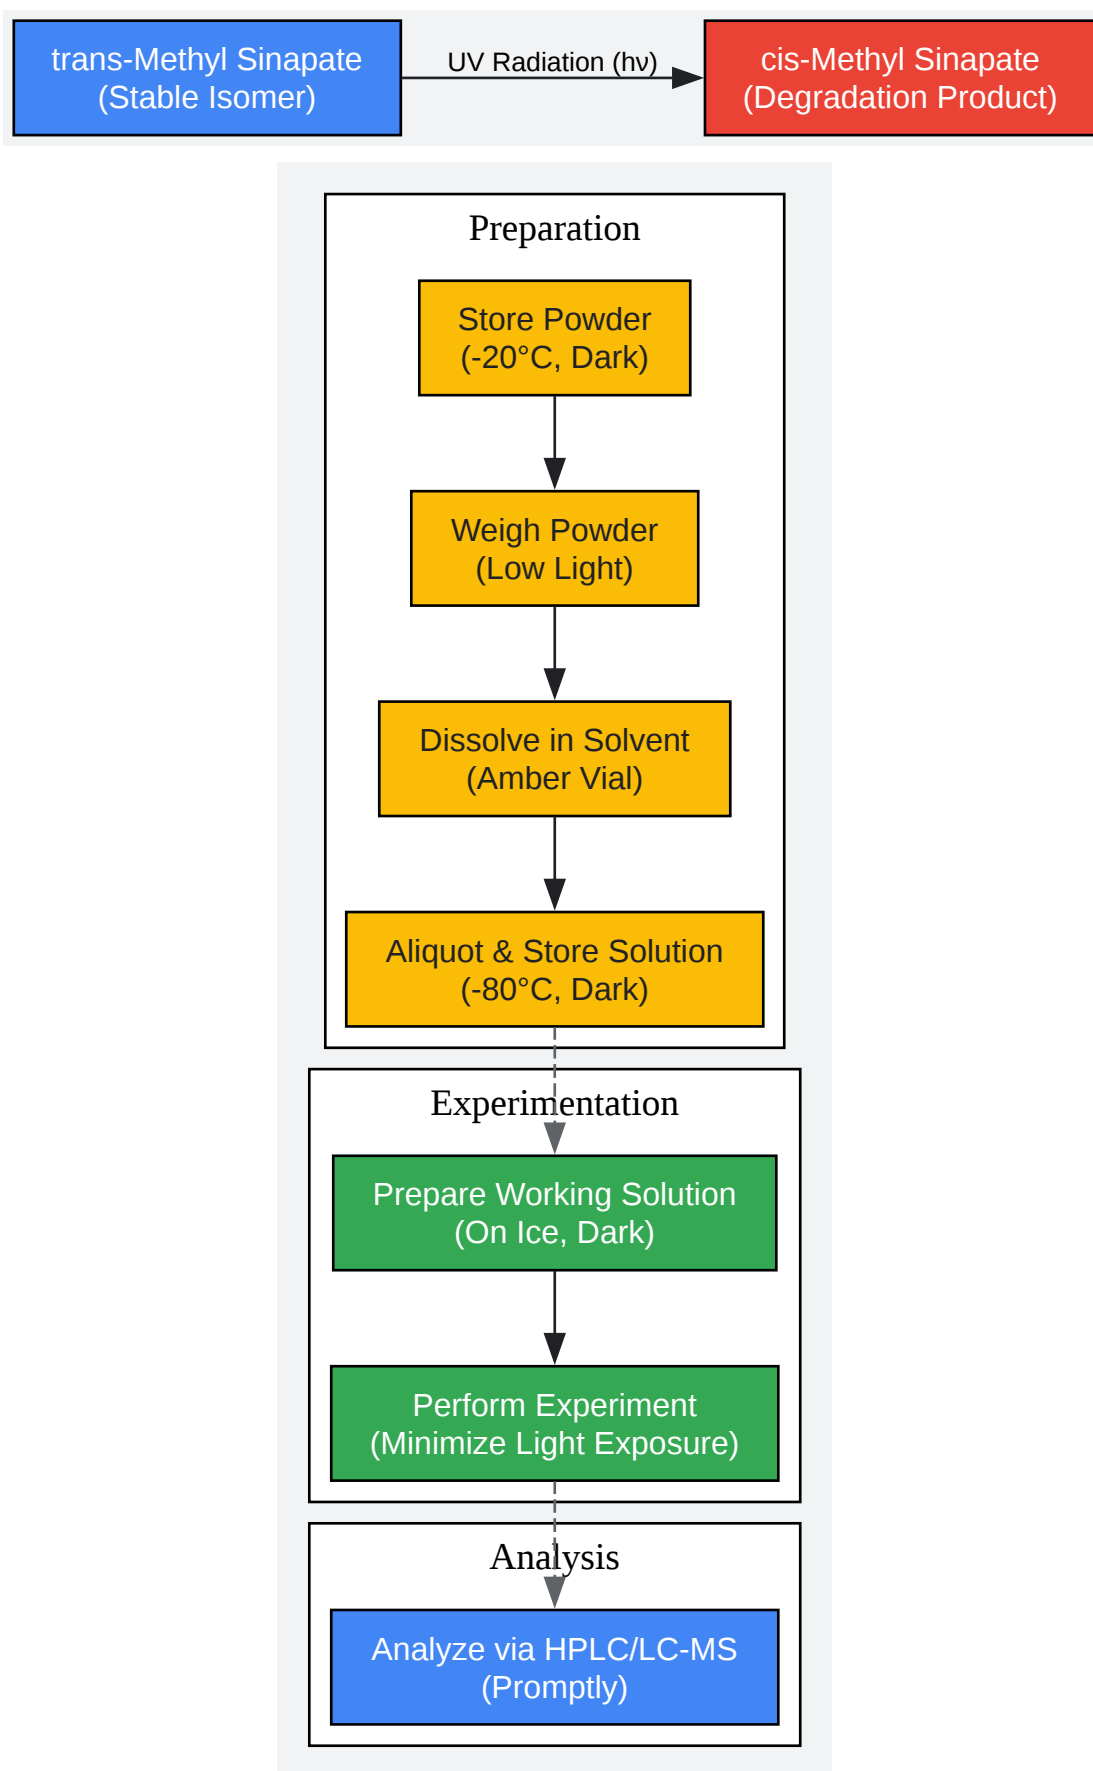 trans-Methyl Sinapate
(Stable Isomer)
UV Radiation (hν)
cis-Methyl Sinapate
(Degradation Product)
Preparation
Store Powder
(-20°C, Dark)
Weigh Powder
(Low Light)
Dissolve in Solvent
(Amber Vial)
Aliquot & Store Solution
(-80°C, Dark)
Experimentation
Prepare Working Solution
(On Ice, Dark)
Perform Experiment
(Minimize Light Exposure)
Analysis
Analyze via HPLC/LC-MS
(Promptly)